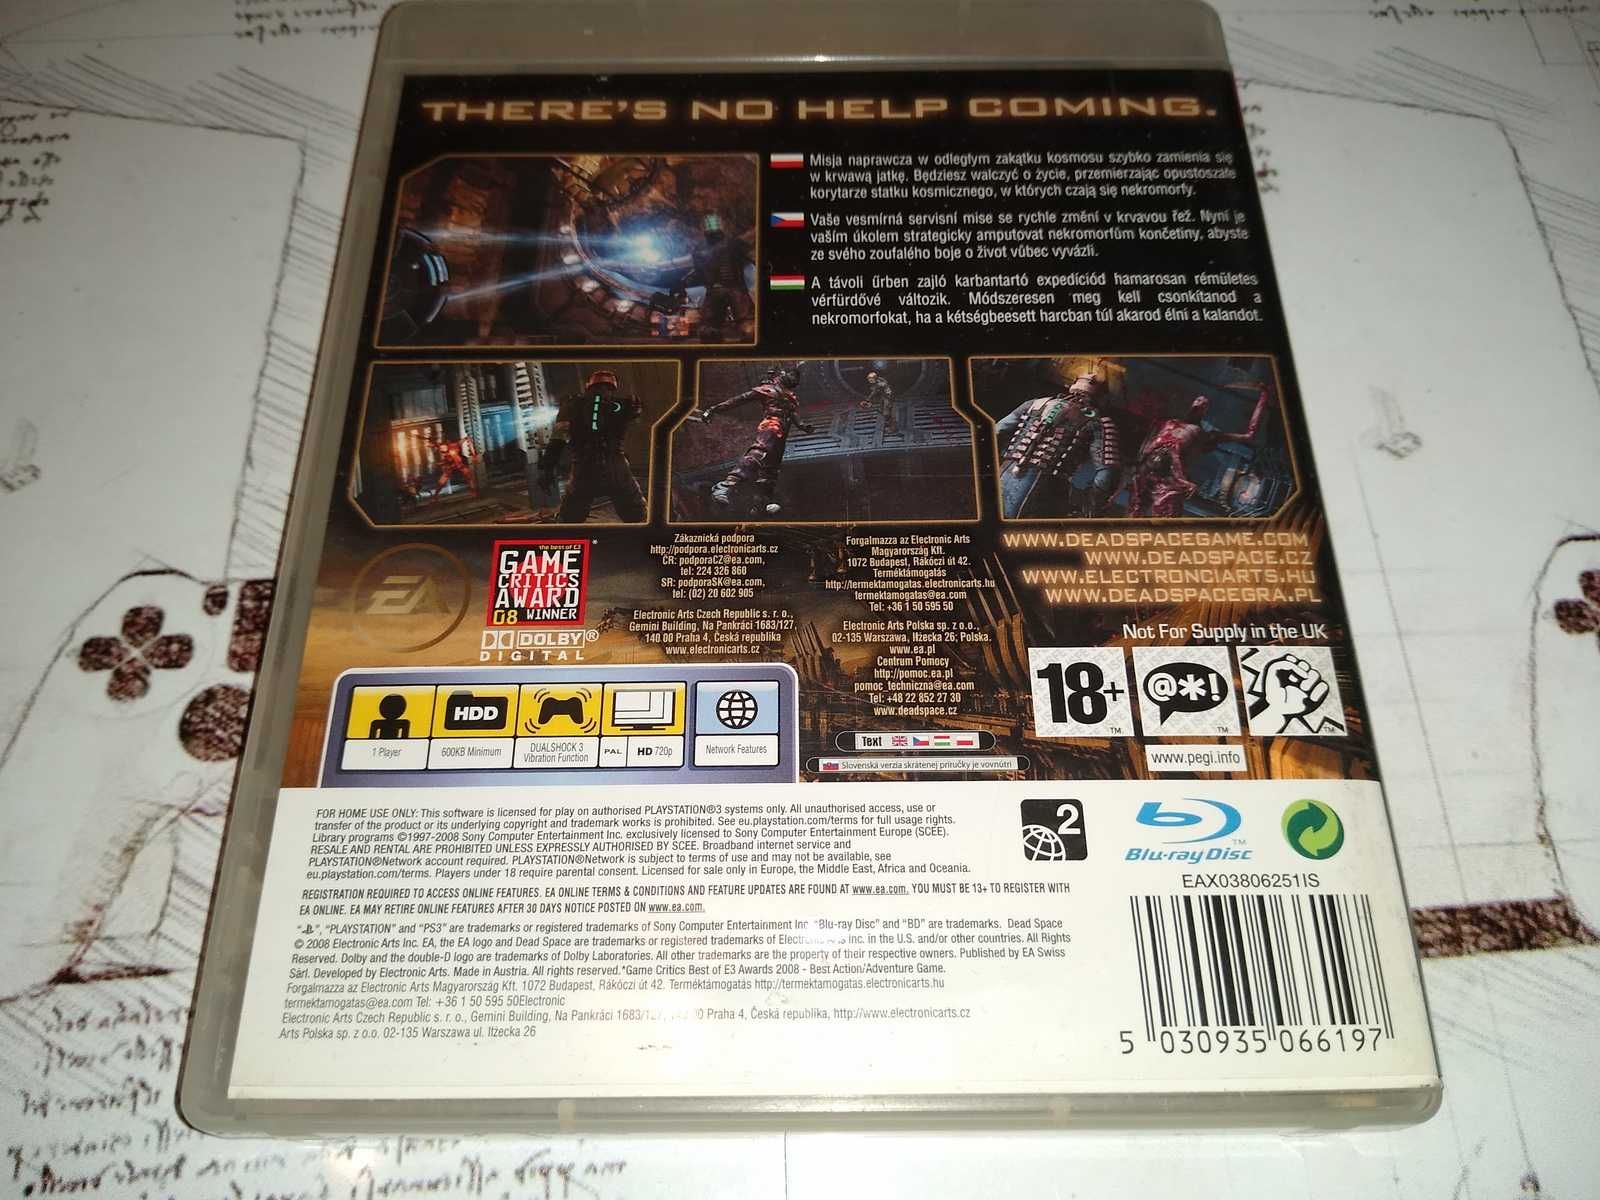 THERE'S NO HELP COMING.
Misja naprawcza w odległym zakątku kosmosu szybko zamienia się
w krwawą jatkę. Będziesz walczyć o życie, przemierzając opustoszałe
korytarze statku kosmicznego, w których czają się nekromorfy.
Vaše vesmírná servisní mise se rychle změní v krvavou řež. Nyní je
vaším úkolem strategicky amputovat nekromorfům končetiny, abyste
ze svého zoufalého boje o život vůbec vyvázli.
A távoli űrben zajló karbantartó expedíciód hamarosan rémületes
vérfürdővé változik. Módszeresen meg kell csonkítanod a
nekromorfokat, ha a kétségbeesett harcban túl akarod élni a kalandot.
EA
the best of E3
GAME
CRITICS
AWARD
08 WINNER
*
DOLBY®
DIGITAL
Zákaznická podpora
http://podpora.electronicarts.cz
ČR: podporaCZ@ea.com,
tel: 224 326 860
SR: podporaSK@ea.com,
tel: (02) 20 602 905
Electronic Arts Czech Republic s. r. o.,
Gemini Building, Na Pankráci 1683/127,
140 00 Praha 4, Česká republika
www.electronicarts.cz
Forgalmazza az Electronic Arts
Magyarország Kft.
1072 Budapest, Rákóczi út 42.
Terméktámogatás
http://termektamogatas.electronicarts.hu
termektamogatas@ea.com
Tel: +36 1 50 595 50
Electronic Arts Polska sp. z o.o.,
02-135 Warszawa, Iłżecka 26; Polska.
www.ea.pl
Centrum Pomocy
http://pomoc.ea.pl
pomoc_techniczna@ea.com
Tel: +48 22 852 27 30
www.deadspace.cz
WWW.DEADSPACEGAME.COM
WWW.DEADSPACE.CZ
WWW.ELECTRONCIARTS.HU
WWW.DEADSPACEGRA.PL
Not For Supply in the UK
18+
TM
@*!
TM
TM
www.pegi.info
HDD
1 Player
600KB Minimum
DUALSHOCK 3
Vibration Function
PAL
HD 720p
Network Features
Text
Slovenská verzia skrátenej príručky je vovnútri
FOR HOME USE ONLY: This software is licensed for play on authorised PLAYSTATION®3 systems only. All unauthorised access, use or
transfer of the product or its underlying copyright and trademark works is prohibited. See eu.playstation.com/terms for full usage rights.
Library programs ©1997-2008 Sony Computer Entertainment Inc. exclusively licensed to Sony Computer Entertainment Europe (SCEE).
RESALE AND RENTAL ARE PROHIBITED UNLESS EXPRESSLY AUTHORISED BY SCEE. Broadband internet service and
PLAYSTATION®Network account required. PLAYSTATION®Network is subject to terms of use and may not be available, see
eu.playstation.com/terms. Players under 18 require parental consent. Licensed for sale only in Europe, the Middle East, Africa and Oceania.
REGISTRATION REQUIRED TO ACCESS ONLINE FEATURES. EA ONLINE TERMS & CONDITIONS AND FEATURE UPDATES ARE FOUND AT www.ea.com. YOU MUST BE 13+ TO REGISTER WITH
EA ONLINE. EA MAY RETIRE ONLINE FEATURES AFTER 30 DAYS NOTICE POSTED ON www.ea.com.
"", "PLAYSTATION" and "PS3" are trademarks or registered trademarks of Sony Computer Entertainment Inc. "Blu-ray Disc" and "BD" are trademarks. Dead Space
© 2008 Electronic Arts Inc. EA, the EA logo and Dead Space are trademarks or registered trademarks of Inc. in the U.S. and/or other countries. All Rights
Reserved. Dolby and the double-D logo are trademarks of Dolby Laboratories. All other trademarks are the property of their respective owners. Published by EA Swiss
Sàrl. Developed by Electronic Arts. Made in Austria. All rights reserved.*Game Critics Best of E3 Awards 2008 - Best Action/Adventure Game.
Forgalmazza az Electronic Arts Magyarország Kft. 1072 Budapest, Rákóczi út 42. Terméktámogatás http://termektamogatas.electronicarts.hu
termektamogatas@ea.com Tel: +36 1 50 595 50Electronic
Electronic Arts Czech Republic s. r. o., Gemini Building, Na Pankráci Praha 4, Česká republika, http://www.electronicarts.cz
Arts Polska sp. z o.o. 02-135 Warszawa ul. Iłżecka 26
2
Blu-ray Disc
TM
EAX03806251IS
5 030935 066197